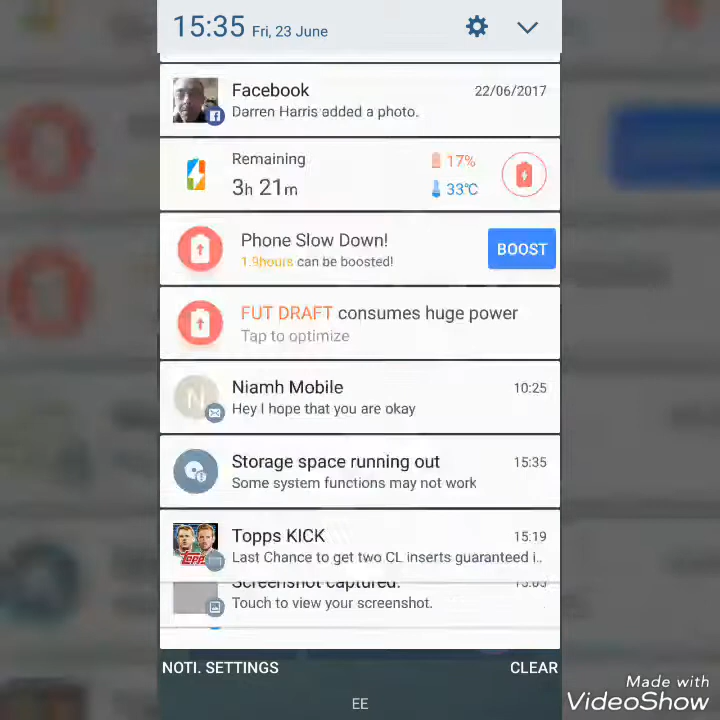 15:35 Fri, 23 June
Facebook 22/06/2017
Darren Harris added a photo.
Remaining 17%
3h 21m 33°C
Phone Slow Down!
1.9hours can be boosted!
BOOST
FUT DRAFT consumes huge power
Tap to optimize
N
Niamh Mobile 10:25
Hey I hope that you are okay
Storage space running out 15:35
Some system functions may not work
Topps KICK 15:19
Last Chance to get two CL inserts guaranteed i..
Screenshot captured.
Touch to view your screenshot.
NOTI. SETTINGS CLEAR
EE
Made with
VideoShow